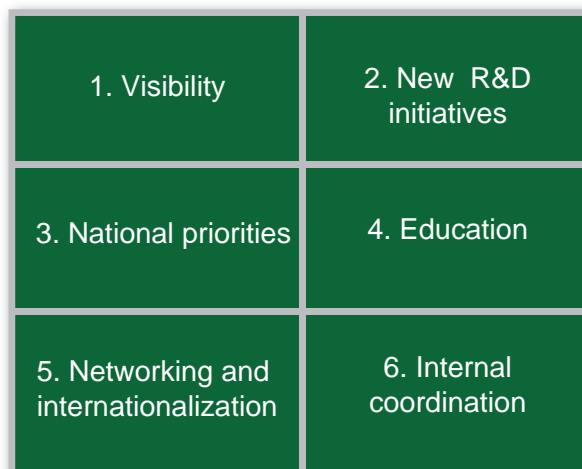 1. Visibility
2. New  R&D
initiatives
3. National priorities
4. Education
5. Networking and
internationalization
6. Internal
coordination